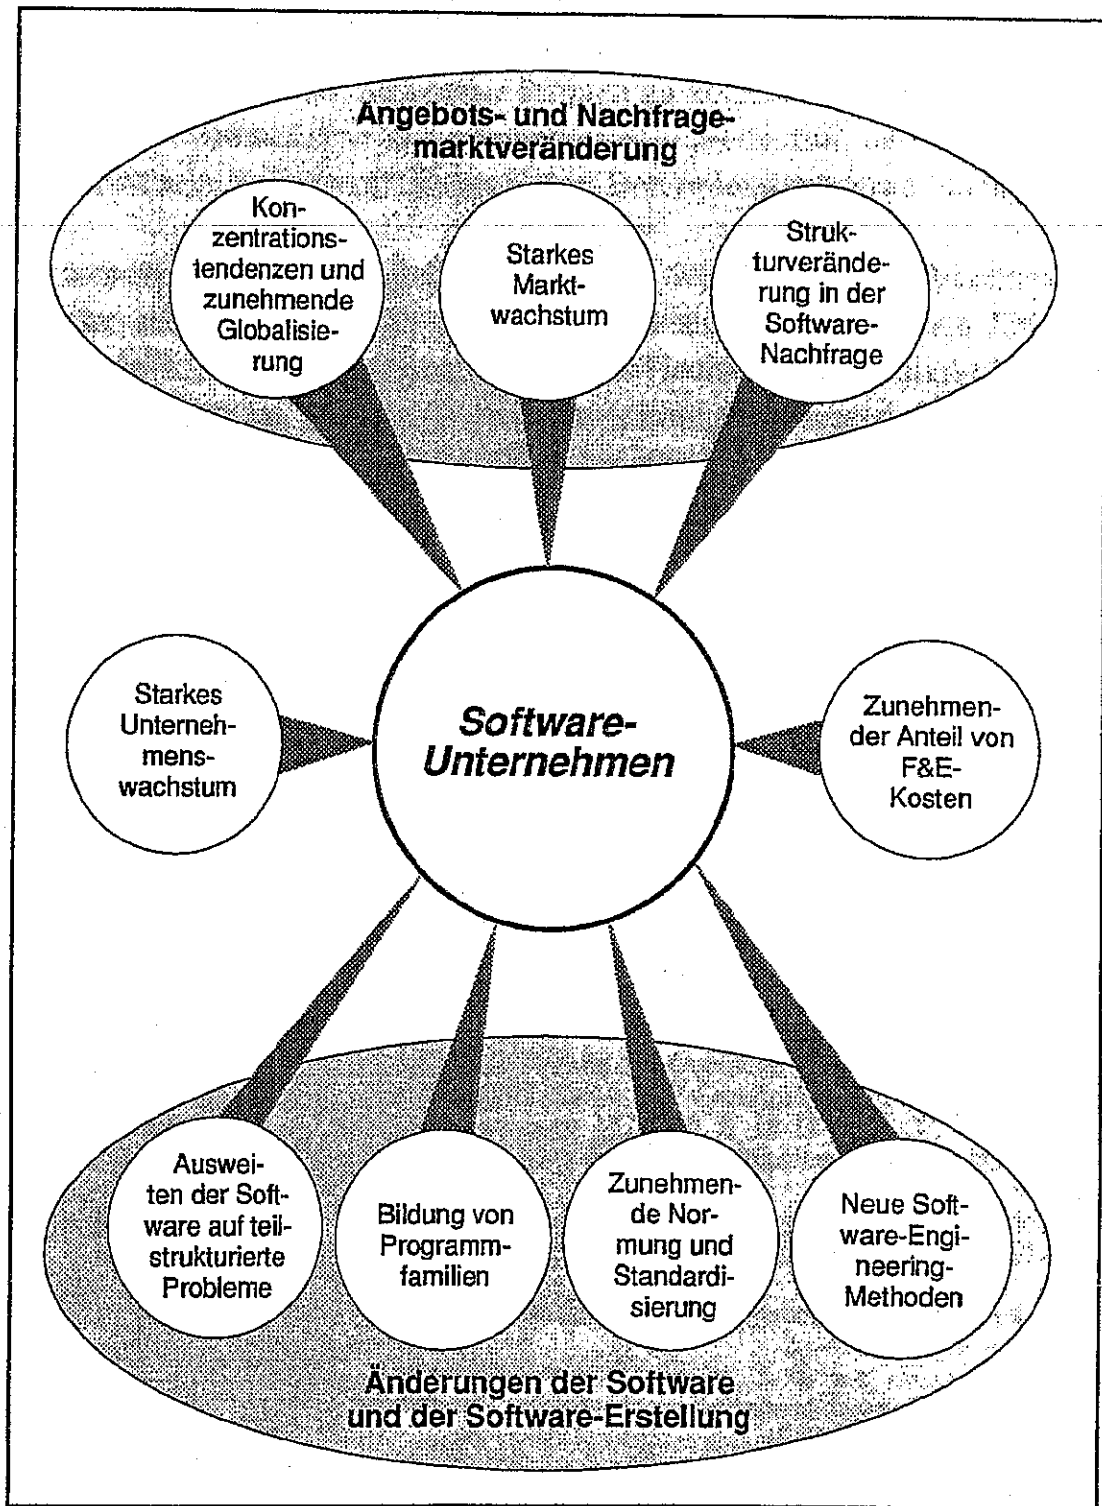 Angebots- und Nachfrage-
marktveränderung
Kon-
zentrations-
tendenzen und
zunehmende
Globalisie-
rung
Starkes
Markt-
wachstum
Struk-
turverände-
rung in der
Software-
Nachfrage
Starkes
Unterneh-
mens-
wachstum
Software-
Unternehmen
Zunehmen-
der Anteil von
F&E-
Kosten
Auswei-
ten der Soft-
ware auf teil-
strukturierte
Probleme
Bildung von
Programm-
familien
Zunehmen-
de Nor-
mung und
Standardi-
sierung
Neue Soft-
ware-Engi-
neering-
Methoden
Änderungen der Software
und der Software-Erstellung